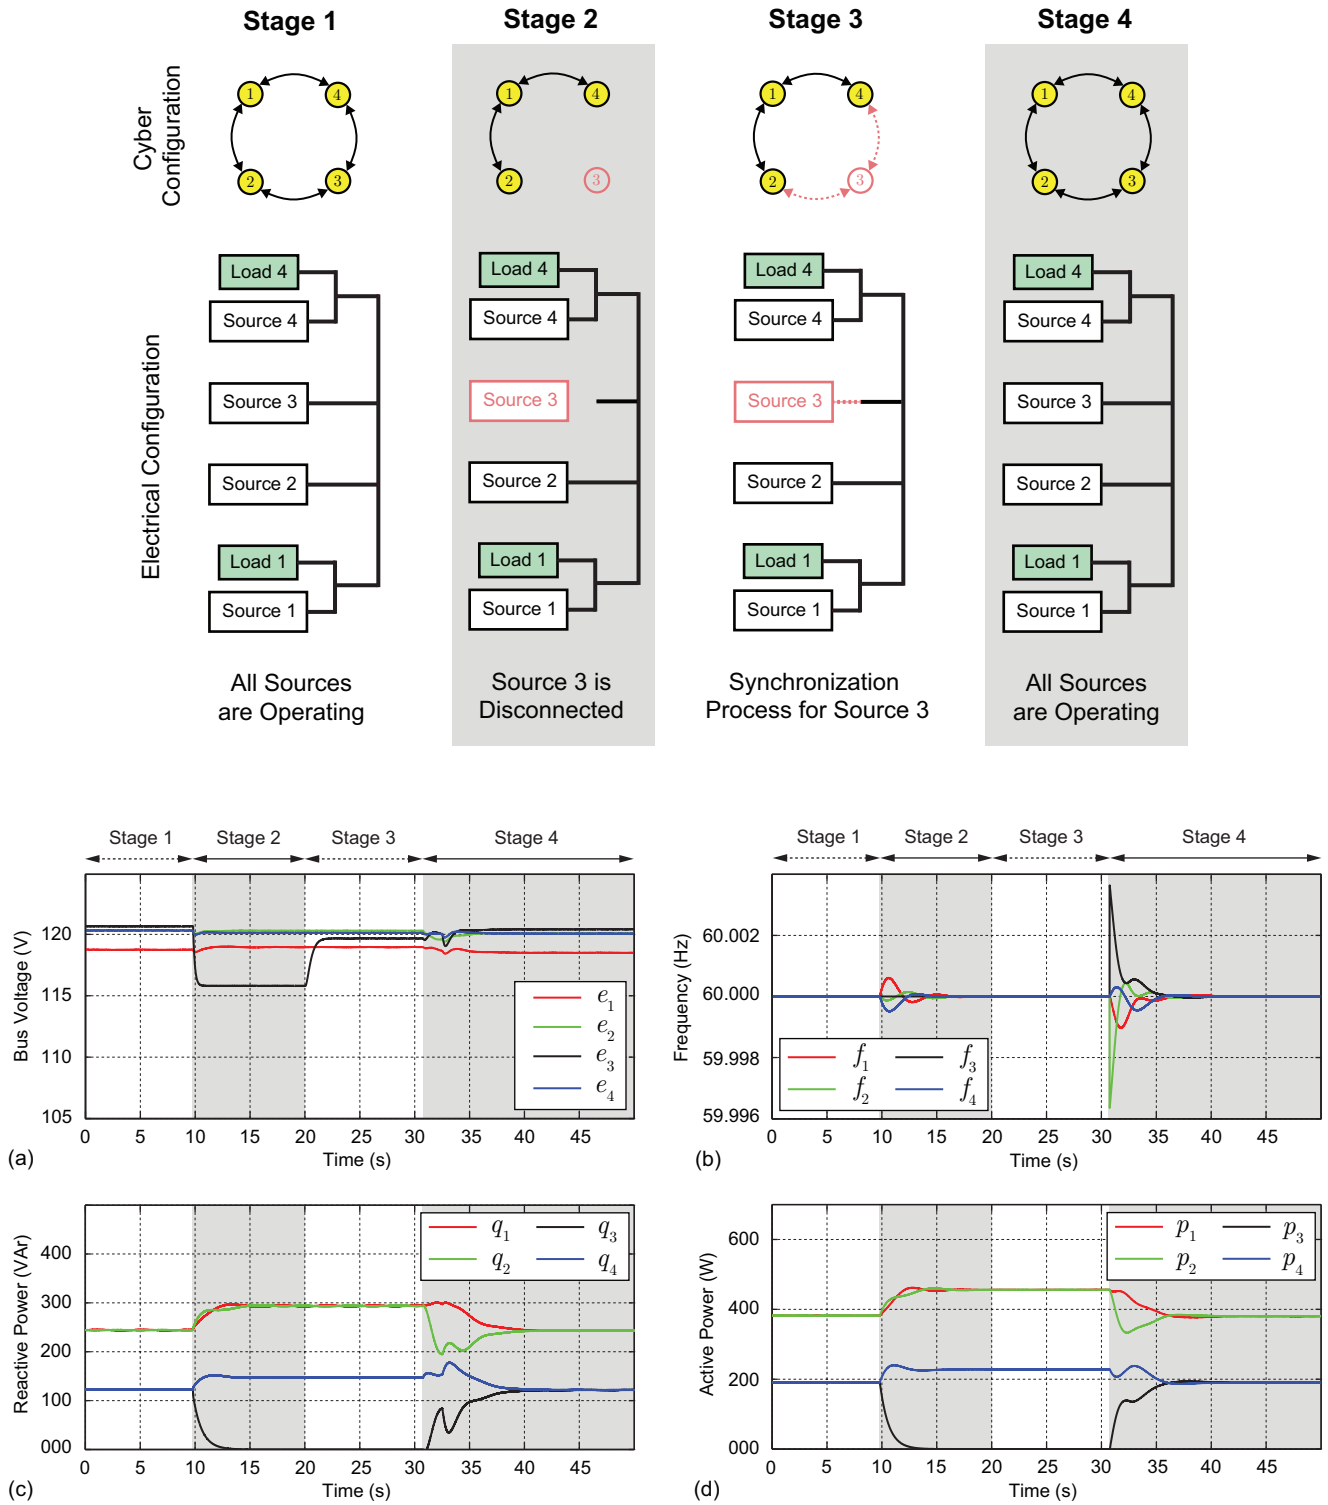 Stage 1 Stage 2 Stage 3 Stage 4
Cyber
Configuration
1 4 1 4 1 4 1 4
2 3 2 3 2 3 2 3
Electrical Configuration
Load 4 Load 4 Load 4 Load 4
Source 4 Source 4 Source 4 Source 4
Source 3 Source 3 Source 3 Source 3
Source 2 Source 2 Source 2 Source 2
Load 1 Load 1 Load 1 Load 1
Source 1 Source 1 Source 1 Source 1
All Sources
are Operating
Source 3 is
Disconnected
Synchronization
Process for Source 3
All Sources
are Operating
Stage 1 Stage 2 Stage 3 Stage 4
Bus Voltage (V)
120
115
110
105
e1
e2
e3
e4
0 5 10 15 20 25 30 35 40 45
Time (s)
(a)
Stage 1 Stage 2 Stage 3 Stage 4
Frequency (Hz)
60.002
60.000
59.998
59.996
f1 f3
f2 f4
0 5 10 15 20 25 30 35 40 45
Time (s)
(b)
Reactive Power (VAr)
400
300
200
100
000
q1 q3
q2 q4
0 5 10 15 20 25 30 35 40 45
Time (s)
(c)
Active Power (W)
600
400
200
000
p1 p3
p2 p4
0 5 10 15 20 25 30 35 40 45
Time (s)
(d)